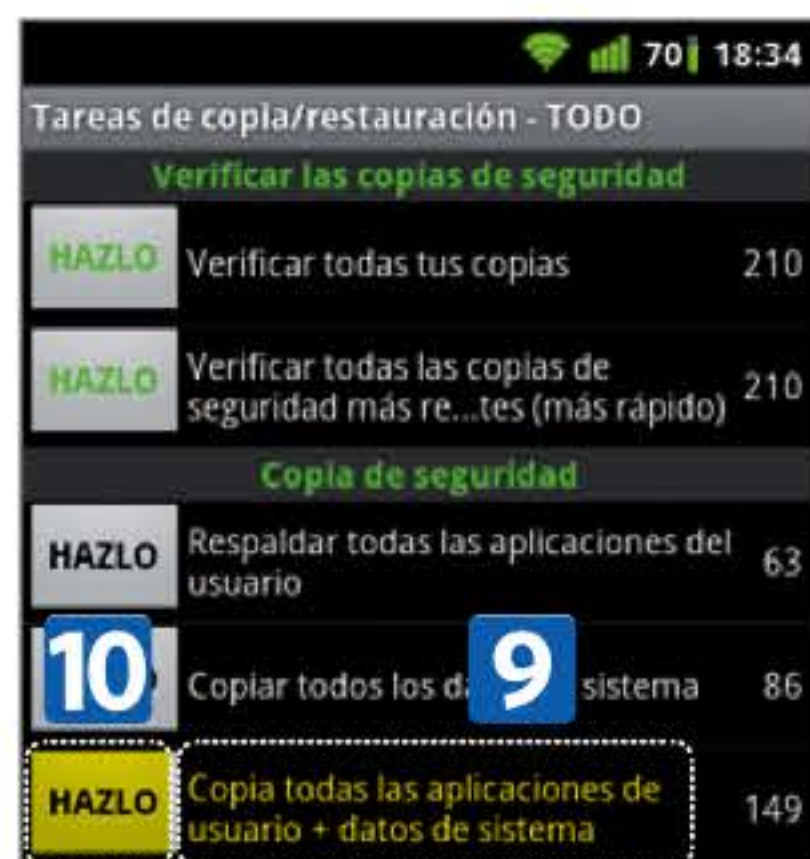 70 18:34
Tareas de copia/restauración - TODO
Verificar las copias de seguridad
HAZLO Verificar todas tus copias 210
HAZLO Verificar todas las copias de
seguridad más re...tes (más rápido) 210
Copia de seguridad
HAZLO Respaldar todas las aplicaciones del
usuario 63
10 Copiar todos los 9 sistema 86
HAZLO Copia todas las aplicaciones de
usuario + datos de sistema 149